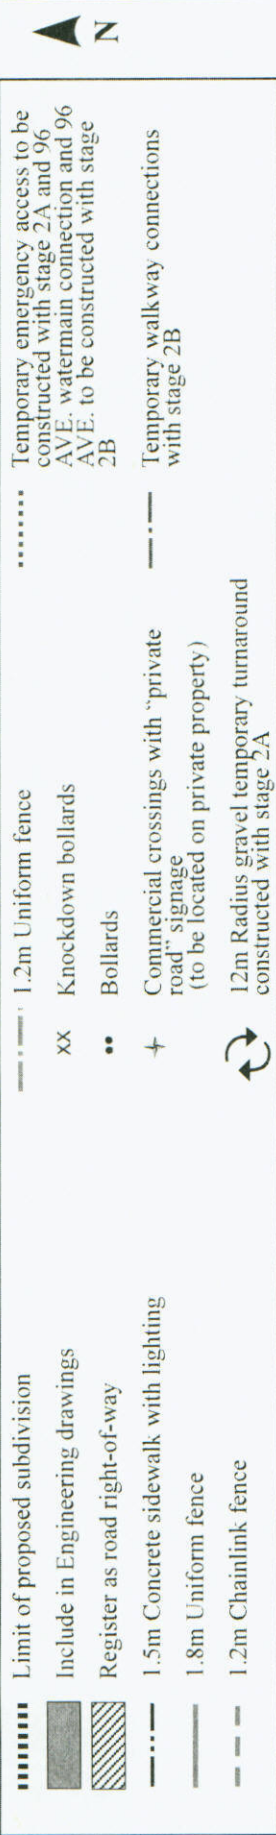 Limit of proposed subdivision
Include in Engineering drawings
Register as road right-of-way
1.5m Concrete sidewalk with lighting
1.8m Uniform fence
1.2m Chainlink fence
1.2m Uniform fence
xx Knockdown bollards
Bollards
Commercial crossings with "private
road" signage
(to be located on private property)
12m Radius gravel temporary turnaround
constructed with stage 2A
Temporary emergency access to be
constructed with stage 2A and 96
AVE. watermain connection and 96
AVE. to be constructed with stage
2B
Temporary walkway connections
with stage 2B
N